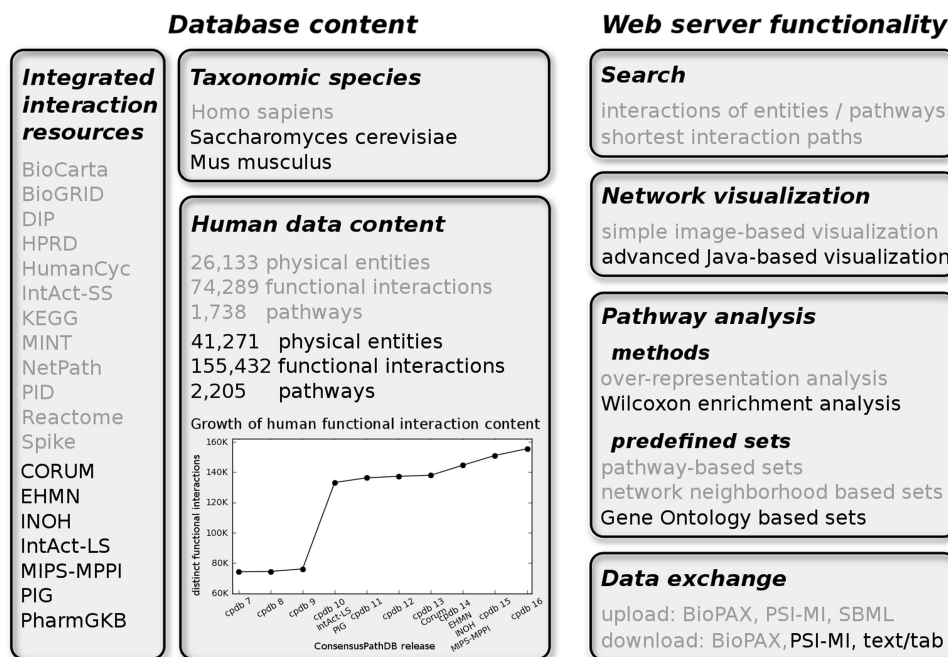 Database content
Integrated
interaction
resources
BioCarta
BioGRID
DIP
HPRD
HumanCyc
IntAct-SS
KEGG
MINT
NetPath
PID
Reactome
Spike
CORUM
EHMN
INOH
IntAct-LS
MIPS-MPPI
PIG
PharmGKB
Taxonomic species
Homo sapiens
Saccharomyces cerevisiae
Mus musculus
Human data content
26,133 physical entities
74,289 functional interactions
1,738 pathways
41,271 physical entities
155,432 functional interactions
2,205 pathways
Growth of human functional interaction content
distinct functional interactions
160K
140K
120K
100K
80K
60K
cpdb 7
cpdb 8
cpdb 9
cpdb 10
IntAct-LS
PIG
cpdb 11
cpdb 12
cpdb 13
Corum
cpdb 14
EHMN
INOH
MIPS-MPPI
cpdb 15
cpdb 16
ConsensusPathDB release
Web server functionality
Search
interactions of entities / pathways
shortest interaction paths
Network visualization
simple image-based visualization
advanced Java-based visualization
Pathway analysis
methods
over-representation analysis
Wilcoxon enrichment analysis
predefined sets
pathway-based sets
network neighborhood based sets
Gene Ontology based sets
Data exchange
upload: BioPAX, PSI-MI, SBML
download: BioPAX, PSI-MI, text/tab